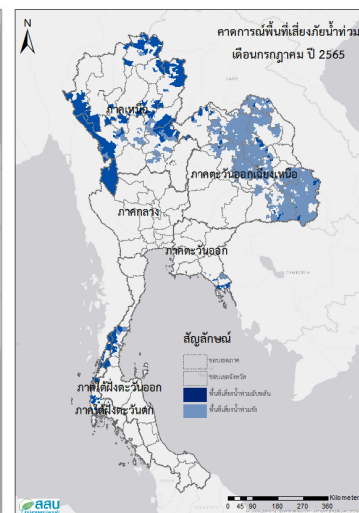 N
คาดการณ์พื้นที่เสี่ยงภัยน้ำท่วม
เดือนกรกฎาคม ปี 2565
ภาคเหนือ
ภาคตะวันออกเฉียงเหนือ
ภาคกลาง
ภาคตะวันออก
สัญลักษณ์
ขอบเขตภาค
ขอบเขตจังหวัด
พื้นที่เสี่ยงน้ำท่วมฉับพลัน
พื้นที่เสี่ยงน้ำท่วมขัง
ภาคใต้ฝั่งตะวันออก
ภาคใต้ฝั่งตะวันตก
Kilometers
0 45 90 180 270 360
สสน